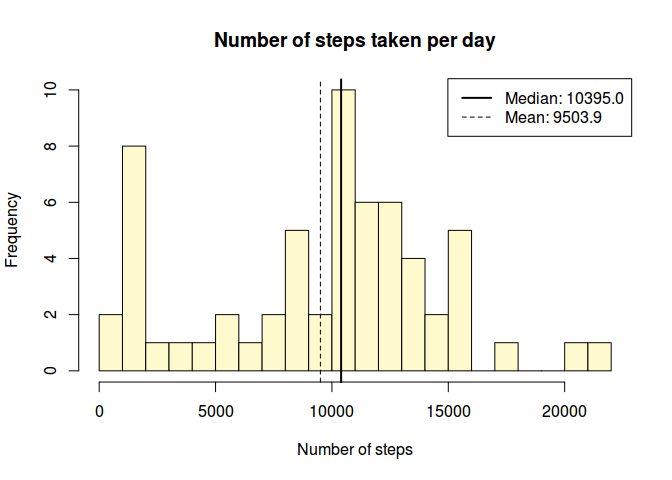 Number of steps taken per day
Median: 10395.0
Mean: 9503.9
Frequency
10
8
6
4
2
0
0 5000 10000 15000 20000
Number of steps